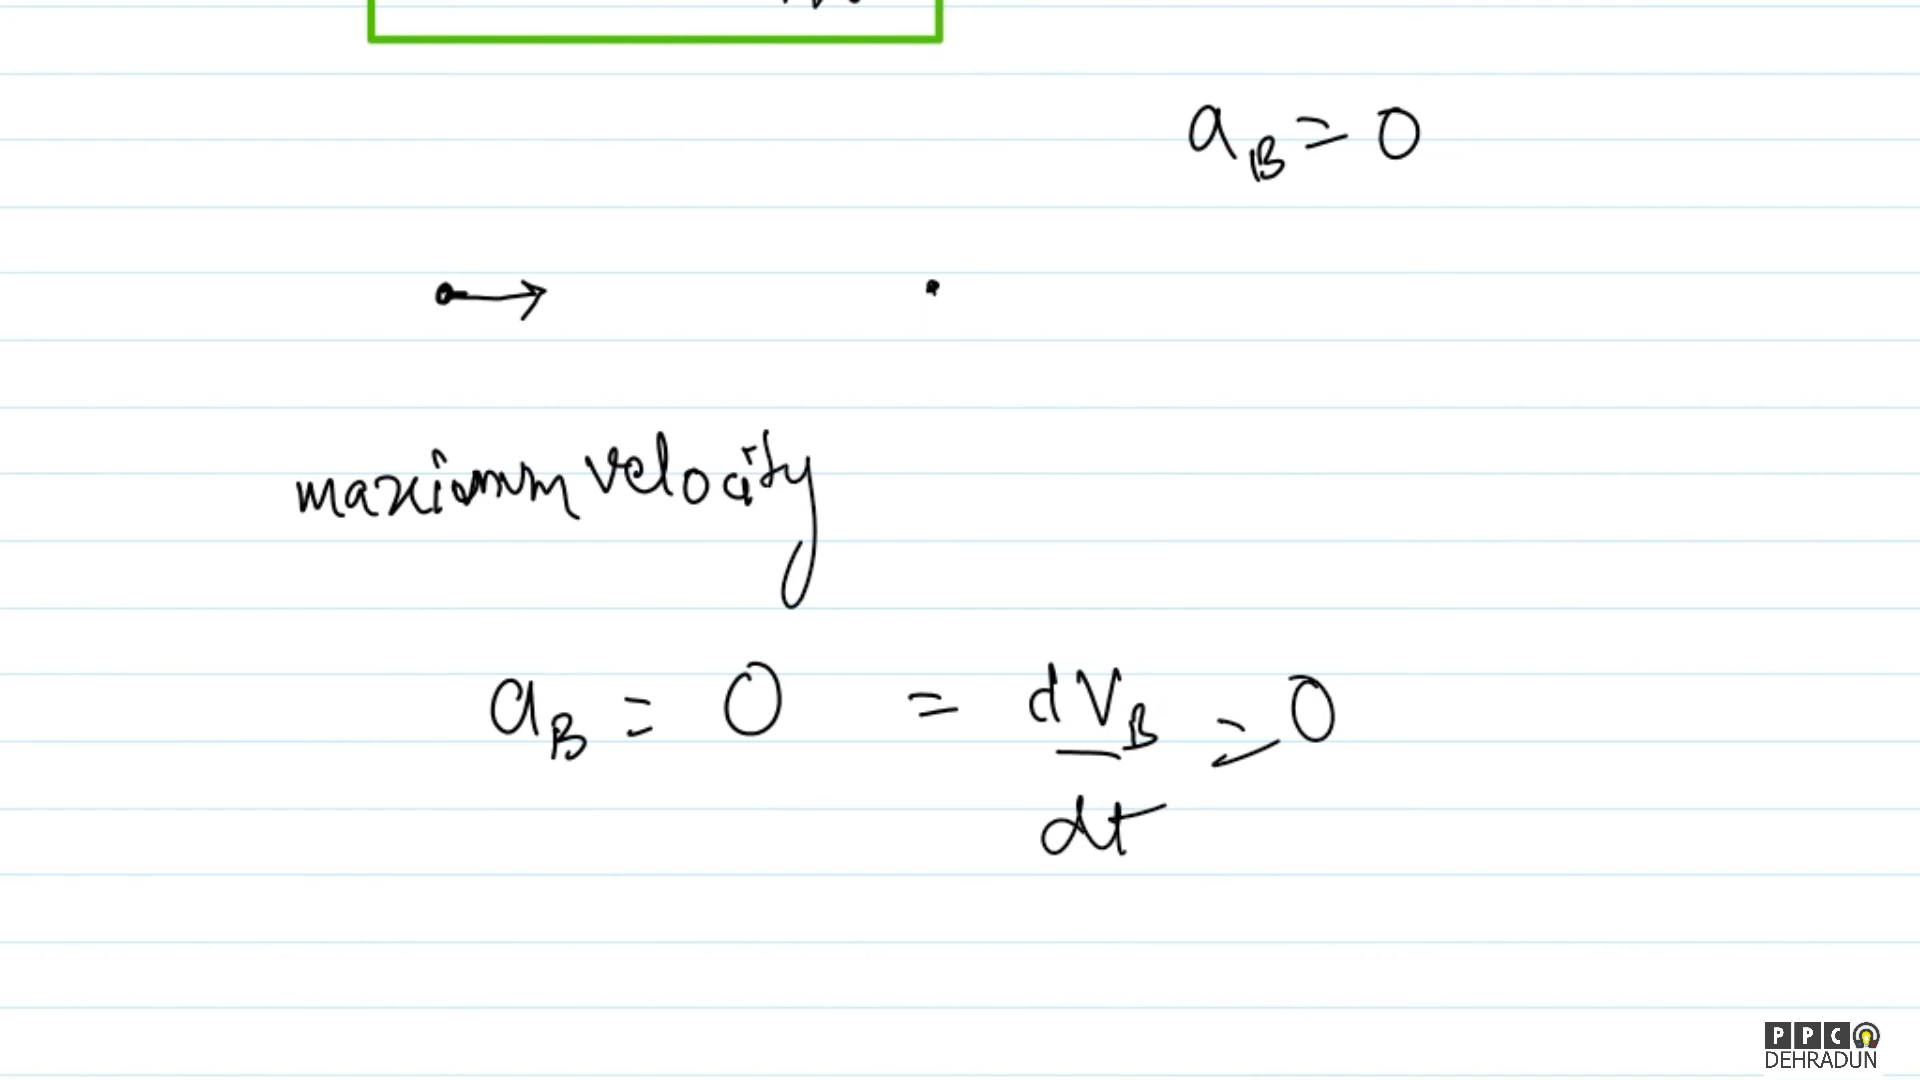 a_B = 0
maximum velocity
a_B = 0 = dV_B/dt = 0
PPC
DEHRADUN